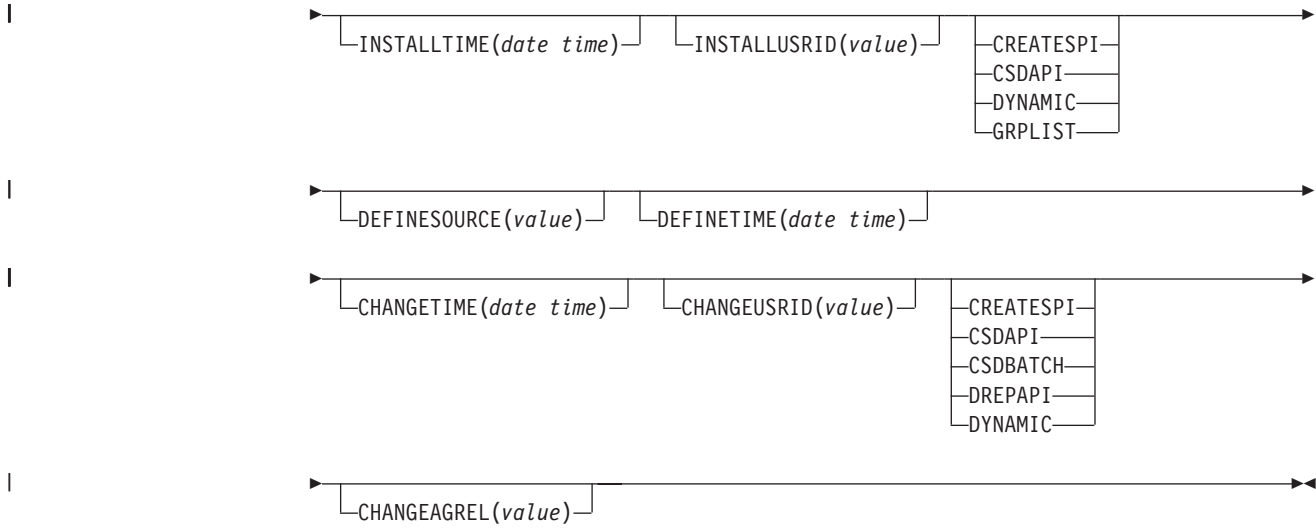 INSTALLTIME(date time) INSTALLUSRID(value) CREATESPI
CSDAPI
DYNAMIC
GRPLIST
DEFINESOURCE(value) DEFINETIME(date time)
CHANGETIME(date time) CHANGEUSRID(value) CREATESPI
CSDAPI
CSDBATCH
DREPAPI
DYNAMIC
CHANGEAGREL(value)